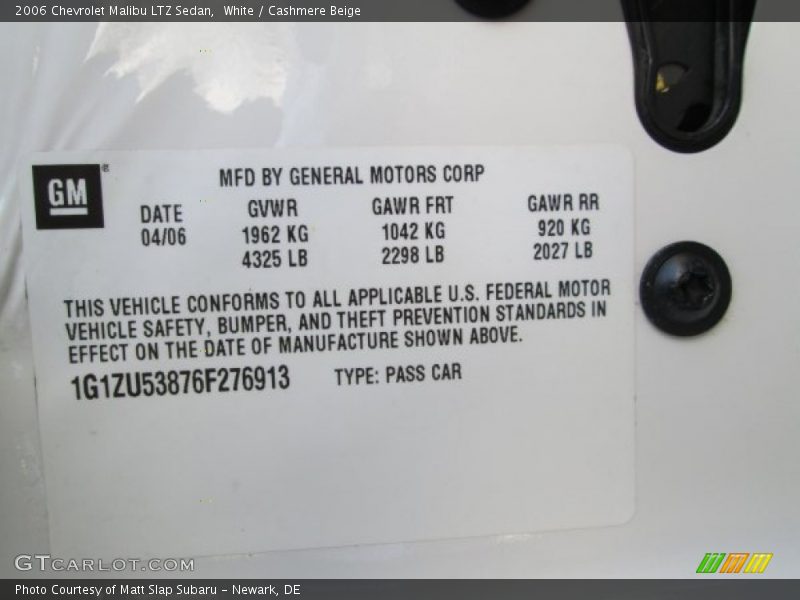 2006 Chevrolet Malibu LTZ Sedan, White / Cashmere Beige
GM®
MFD BY GENERAL MOTORS CORP
DATE GVWR GAWR FRT GAWR RR
04/06 1962 KG 1042 KG 920 KG
4325 LB 2298 LB 2027 LB
THIS VEHICLE CONFORMS TO ALL APPLICABLE U.S. FEDERAL MOTOR
VEHICLE SAFETY, BUMPER, AND THEFT PREVENTION STANDARDS IN
EFFECT ON THE DATE OF MANUFACTURE SHOWN ABOVE.
1G1ZU53876F276913 TYPE: PASS CAR
GTCARLOT.COM
Photo Courtesy of Matt Slap Subaru - Newark, DE